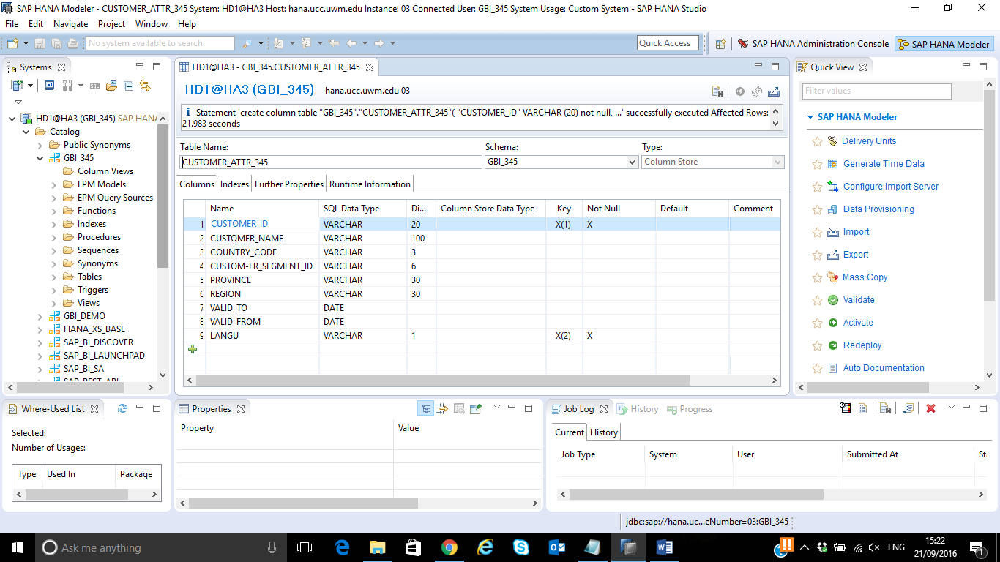 SAP HANA Modeler - CUSTOMER_ATTR_345 System: HD1@HA3 Host: hana.ucc.uwm.edu Instance: 03 Connected User: GBI_345 System Usage: Custom System - SAP HANA Studio
File Edit Navigate Project Window Help
No system available to search
Quick Access
SAP HANA Administration Console
SAP HANA Modeler
Systems
SQL
HD1@HA3 (GBI_345) SAP HANA
Catalog
Public Synonyms
GBI_345
Column Views
EPM Models
EPM Query Sources
Functions
Indexes
Procedures
Sequences
Synonyms
Tables
Triggers
Views
GBI_DEMO
HANA_XS_BASE
SAP_BI_DISCOVER
SAP_BI_LAUNCHPAD
SAP_BI_SA
SAP_REST_API
HD1@HA3 - GBI_345.CUSTOMER_ATTR_345
HD1@HA3 (GBI_345) hana.ucc.uwm.edu 03
Statement 'create column table "GBI_345"."CUSTOMER_ATTR_345"( "CUSTOMER_ID" VARCHAR (20) not null, ...' successfully executed Affected Rows:
21.983 seconds
Table Name: Schema: Type:
CUSTOMER_ATTR_345 GBI_345 Column Store
Columns Indexes Further Properties Runtime Information
Name SQL Data Type Di... Column Store Data Type Key Not Null Default Comment
1 CUSTOMER_ID VARCHAR 20 X(1) X
2 CUSTOMER_NAME VARCHAR 100
3 COUNTRY_CODE VARCHAR 3
4 CUSTOM-ER_SEGMENT_ID VARCHAR 6
5 PROVINCE VARCHAR 30
6 REGION VARCHAR 30
7 VALID_TO DATE
8 VALID_FROM DATE
9 LANGU VARCHAR 1 X(2) X
Quick View
Filter values
SAP HANA Modeler
Delivery Units
Generate Time Data
Configure Import Server
Data Provisioning
Import
Export
Mass Copy
Validate
Activate
Redeploy
Auto Documentation
Where-Used List
Selected:
Number of Usages:
Type Used In Package
Properties
Property Value
Job Log History Progress
Current History
Job Type System User Submitted At St
jdbc:sap://hana.uc...eNumber=03:GBI_345
Ask me anything
ENG
15:22
21/09/2016
1